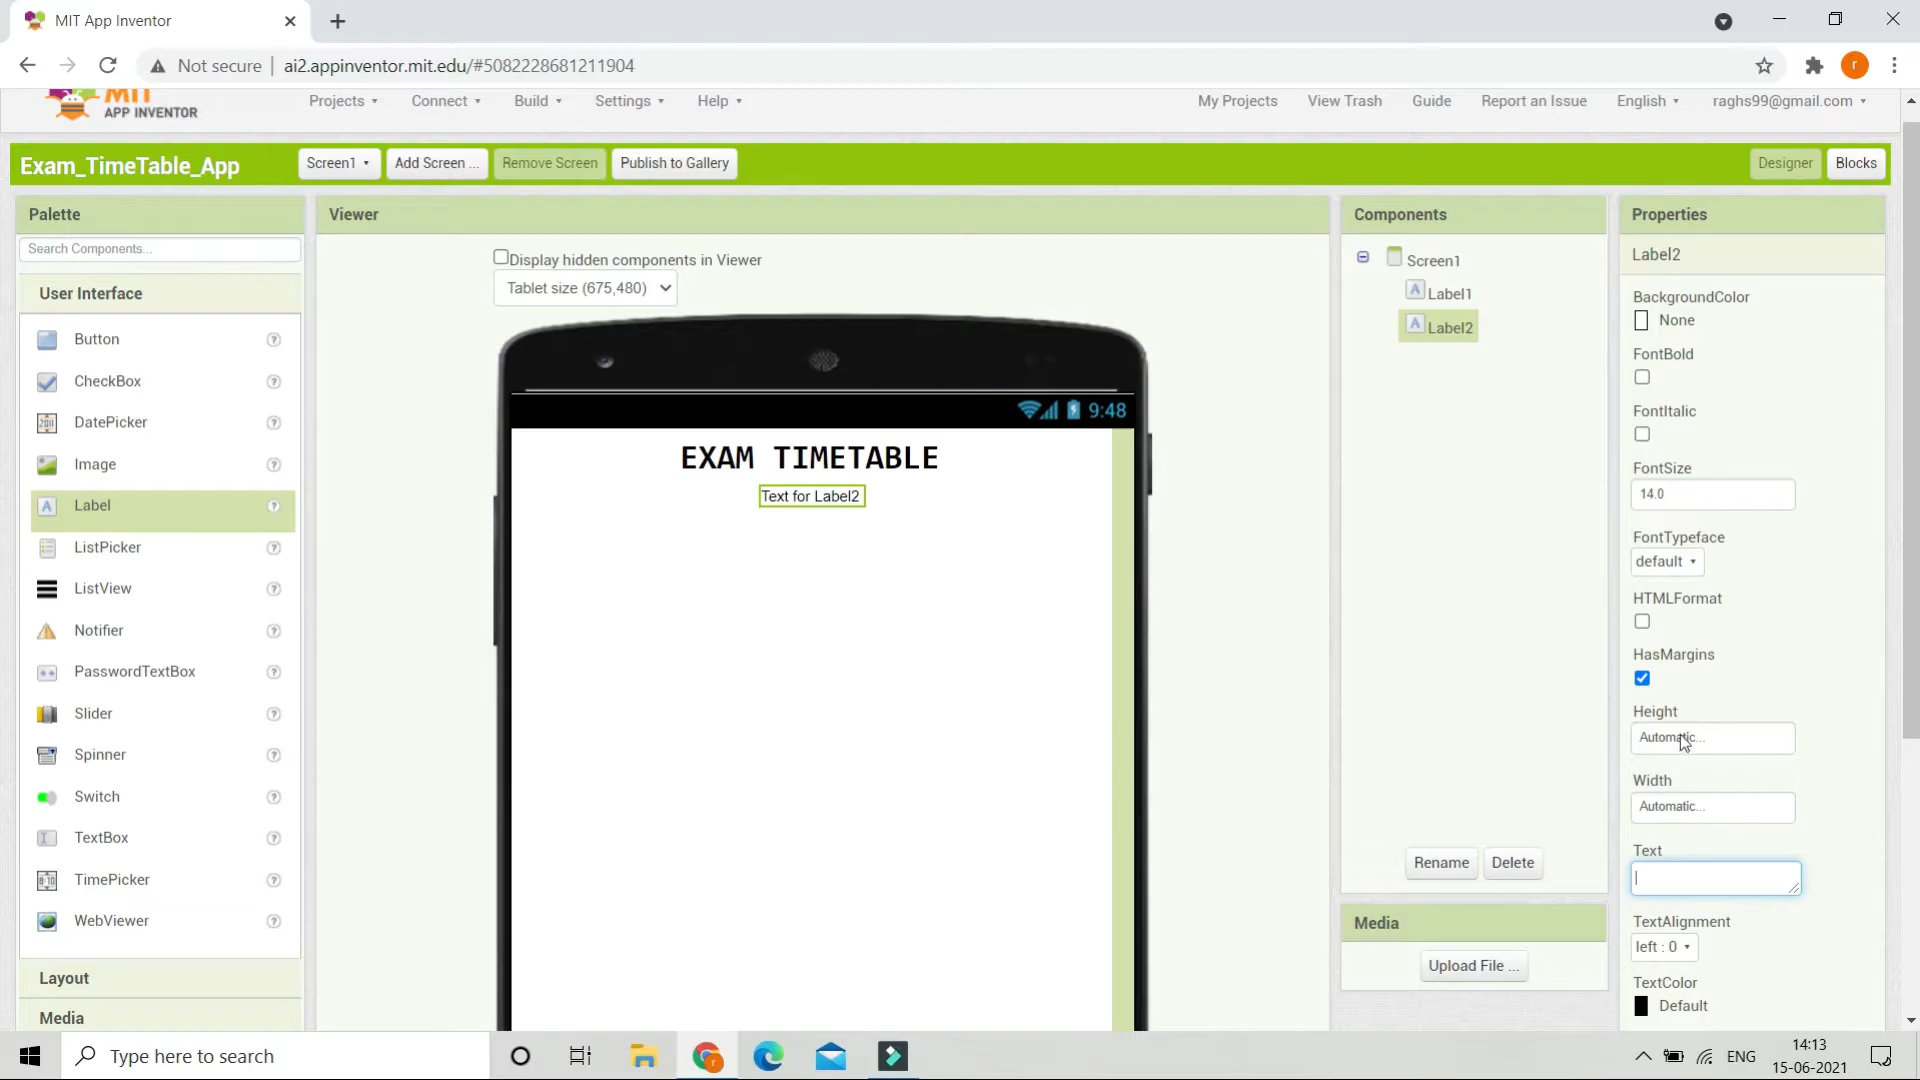 MIT App Inventor
Not secure
ai2.appinventor.mit.edu/#5082228681211904
r
MIT
APP INVENTOR
Projects
Connect
Build
Settings
Help
My Projects
View Trash
Guide
Report an Issue
English
raghs99@gmail.com
Exam_TimeTable_App
Screen1
Add Screen ...
Remove Screen
Publish to Gallery
Designer
Blocks
Palette
Search Components...
User Interface
Button
CheckBox
DatePicker
Image
Label
ListPicker
ListView
Notifier
PasswordTextBox
Slider
Spinner
Switch
TextBox
TimePicker
WebViewer
Layout
Media
Viewer
Display hidden components in Viewer
Tablet size (675,480)
9:48
EXAM TIMETABLE
Text for Label2
Components
Screen1
Label1
Label2
Rename
Delete
Media
Upload File ...
Properties
Label2
BackgroundColor
None
FontBold
FontItalic
FontSize
14.0
FontTypeface
default
HTMLFormat
HasMargins
Height
Automatic...
Width
Automatic...
Text
TextAlignment
left : 0
TextColor
Default
Type here to search
ENG
14:13
15-06-2021